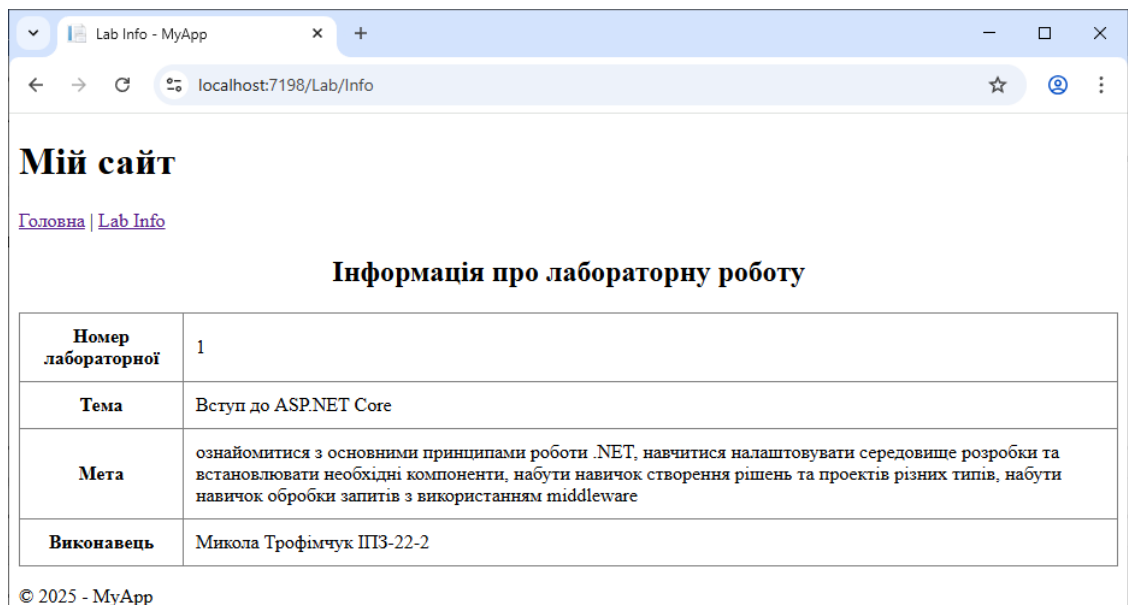 Lab Info - MyApp
localhost:7198/Lab/Info
Мій сайт
Головна | Lab Info
Інформація про лабораторну роботу
Номер
лабораторної
1
Тема
Вступ до ASP.NET Core
Мета
ознайомитися з основними принципами роботи .NET, навчитися налаштовувати середовище розробки та
встановлювати необхідні компоненти, набути навичок створення рішень та проектів різних типів, набути
навичок обробки запитів з використанням middleware
Виконавець
Микола Трофімчук ІПЗ-22-2
© 2025 - MyApp